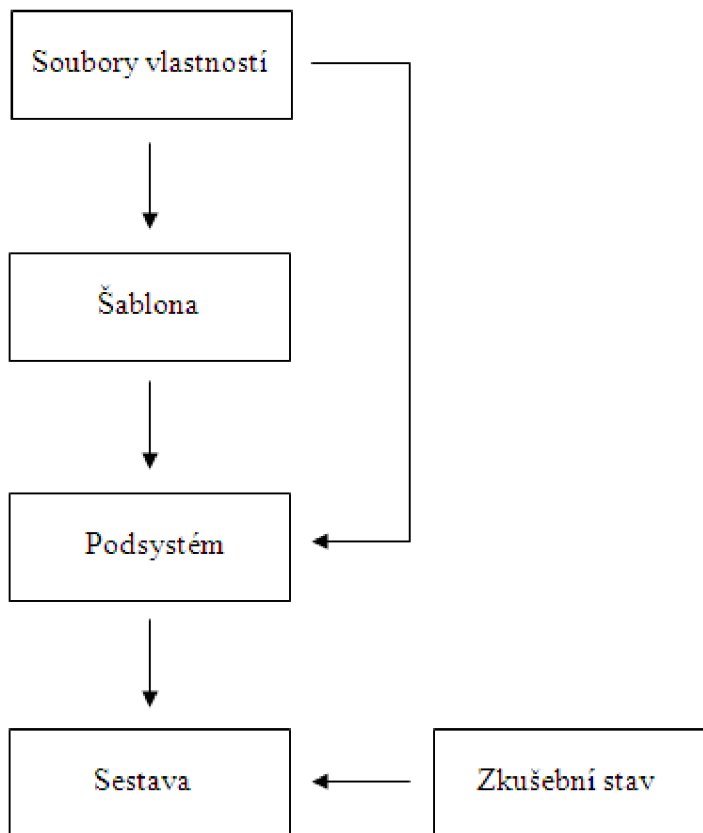 Soubory vlastností
Šablona
Podsystém
Sestava
Zkušební stav